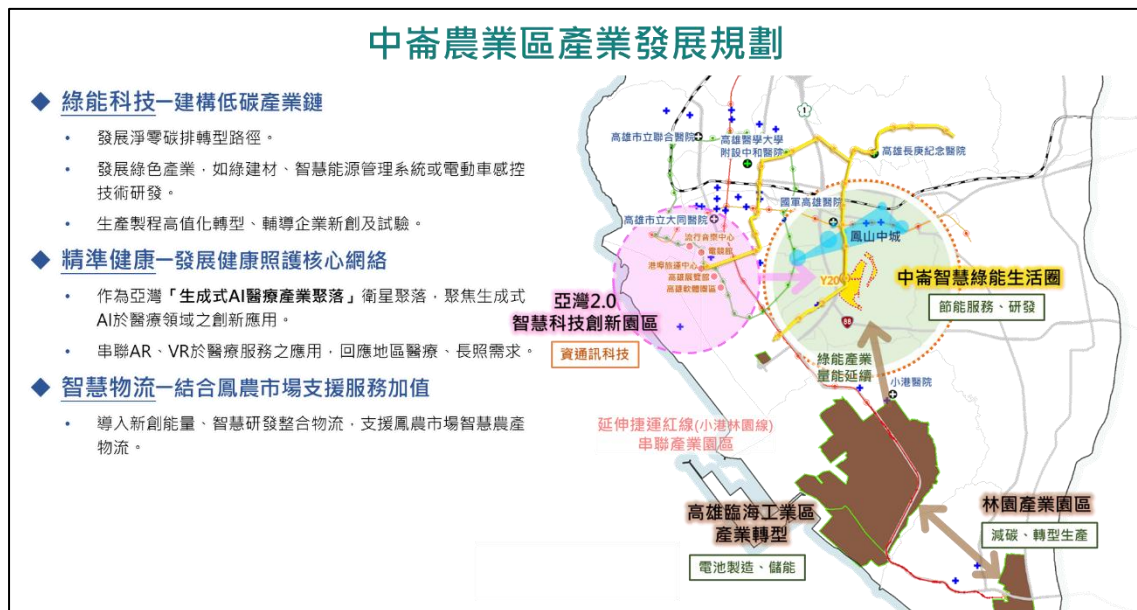 中崙農業區產業發展規劃
◆ 綠能科技—建構低碳產業鏈
• 發展淨零碳排轉型路徑。
• 發展綠色產業，如綠建材、智慧能源管理系統或電動車感控
技術研發。
• 生產製程高值化轉型、輔導企業新創及試驗。
◆ 精準健康—發展健康照護核心網絡
• 作為亞灣「生成式AI醫療產業聚落」衛星聚落，聚焦生成式
AI於醫療領域之創新應用。
• 串聯AR、VR於醫療服務之應用，回應地區醫療、長照需求。
◆ 智慧物流—結合鳳農市場支援服務加值
• 導入新創能量、智慧研發整合物流，支援鳳農市場智慧農產
物流。
1
高雄市立聯合醫院
高雄醫學大學
附設中和醫院
高雄長庚紀念醫院
高雄市立大同醫院
國軍高雄醫院
流行音樂中心
電競館
港埠旅運中心
高雄展覽館
高雄軟體園區
鳳山中城
Y20
中崙智慧綠能生活圈
節能服務、研發
亞灣2.0
智慧科技創新園區
資通訊科技
88
綠能產業
量能延續
小港醫院
延伸捷運紅線(小港林園線)
串聯產業園區
高雄臨海工業區
產業轉型
電池製造、儲能
林園產業園區
減碳、轉型生產